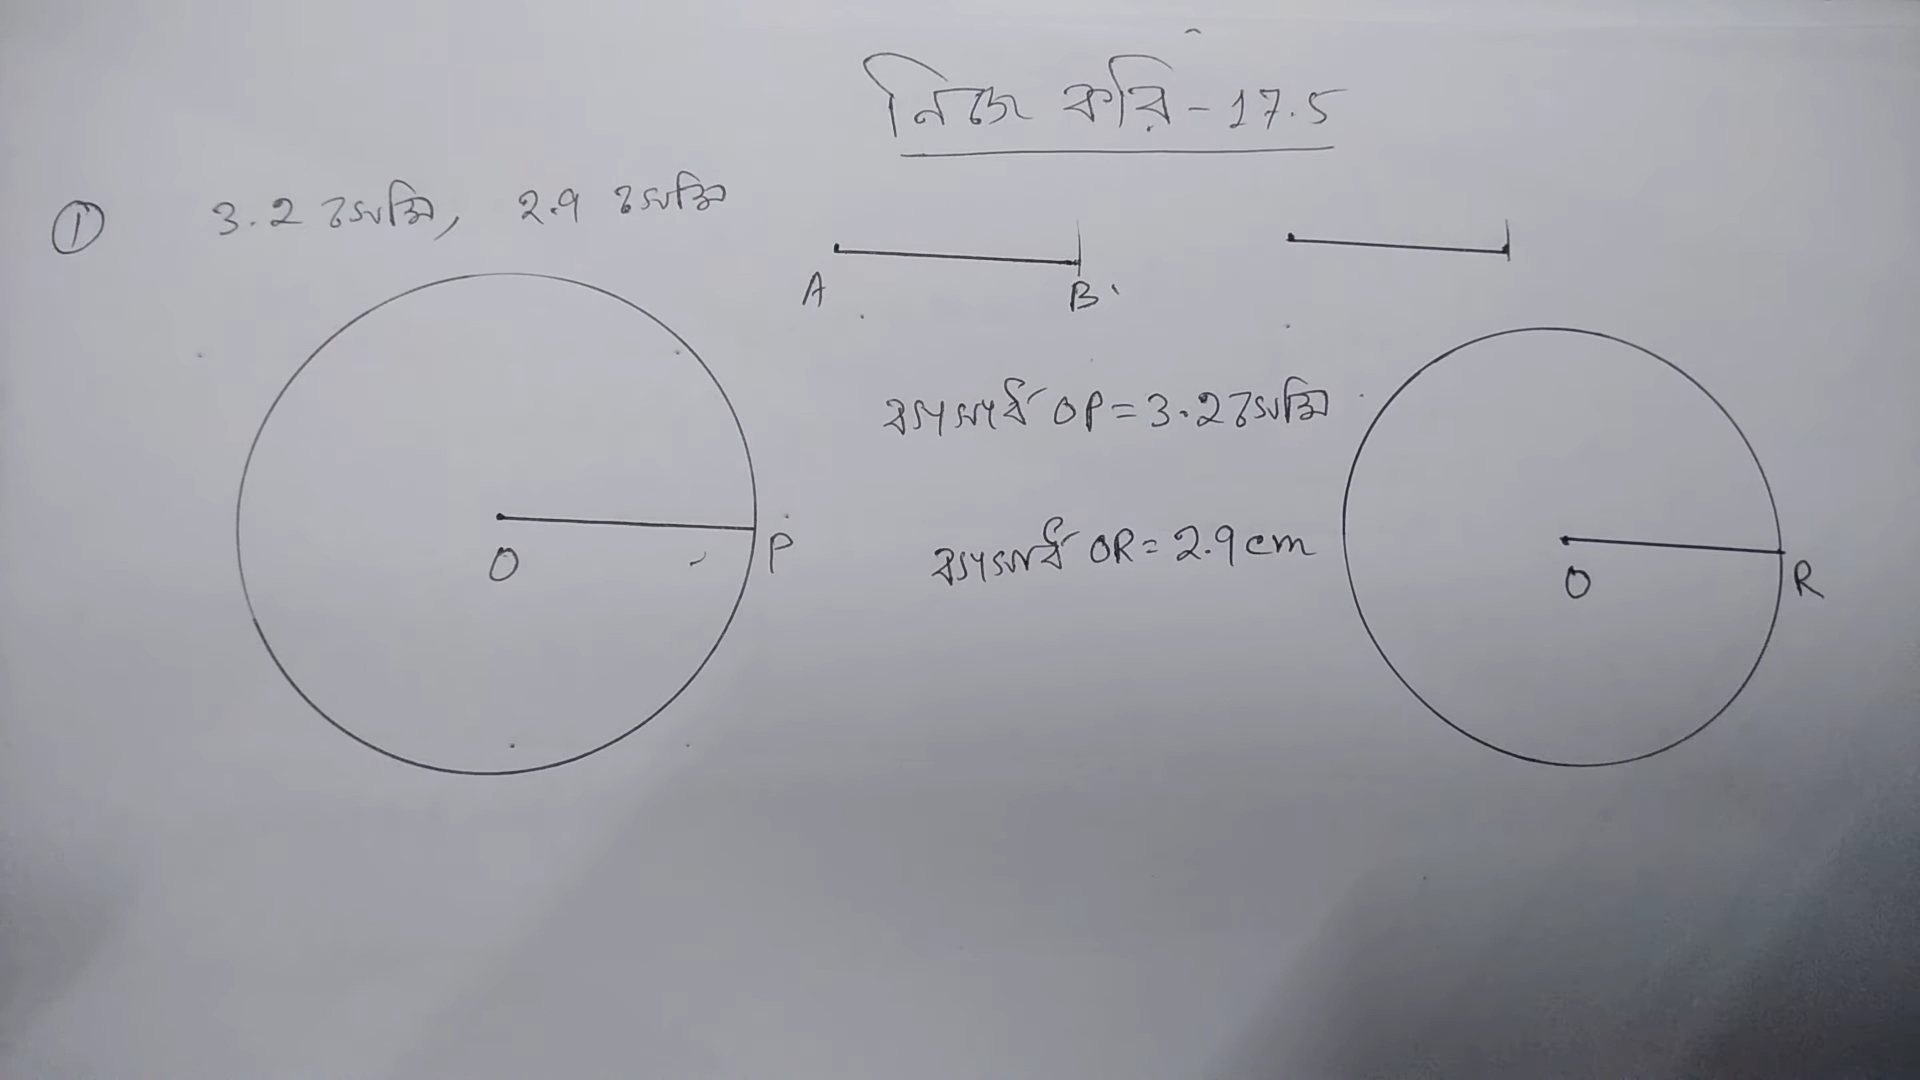 নিজে করি - 17.5
① 3.2 সেমি, 2.9 সেমি
A B
ব্যাসার্ধ OP = 3.2 সেমি
ব্যাসার্ধ OR = 2.9 cm
O P
O R